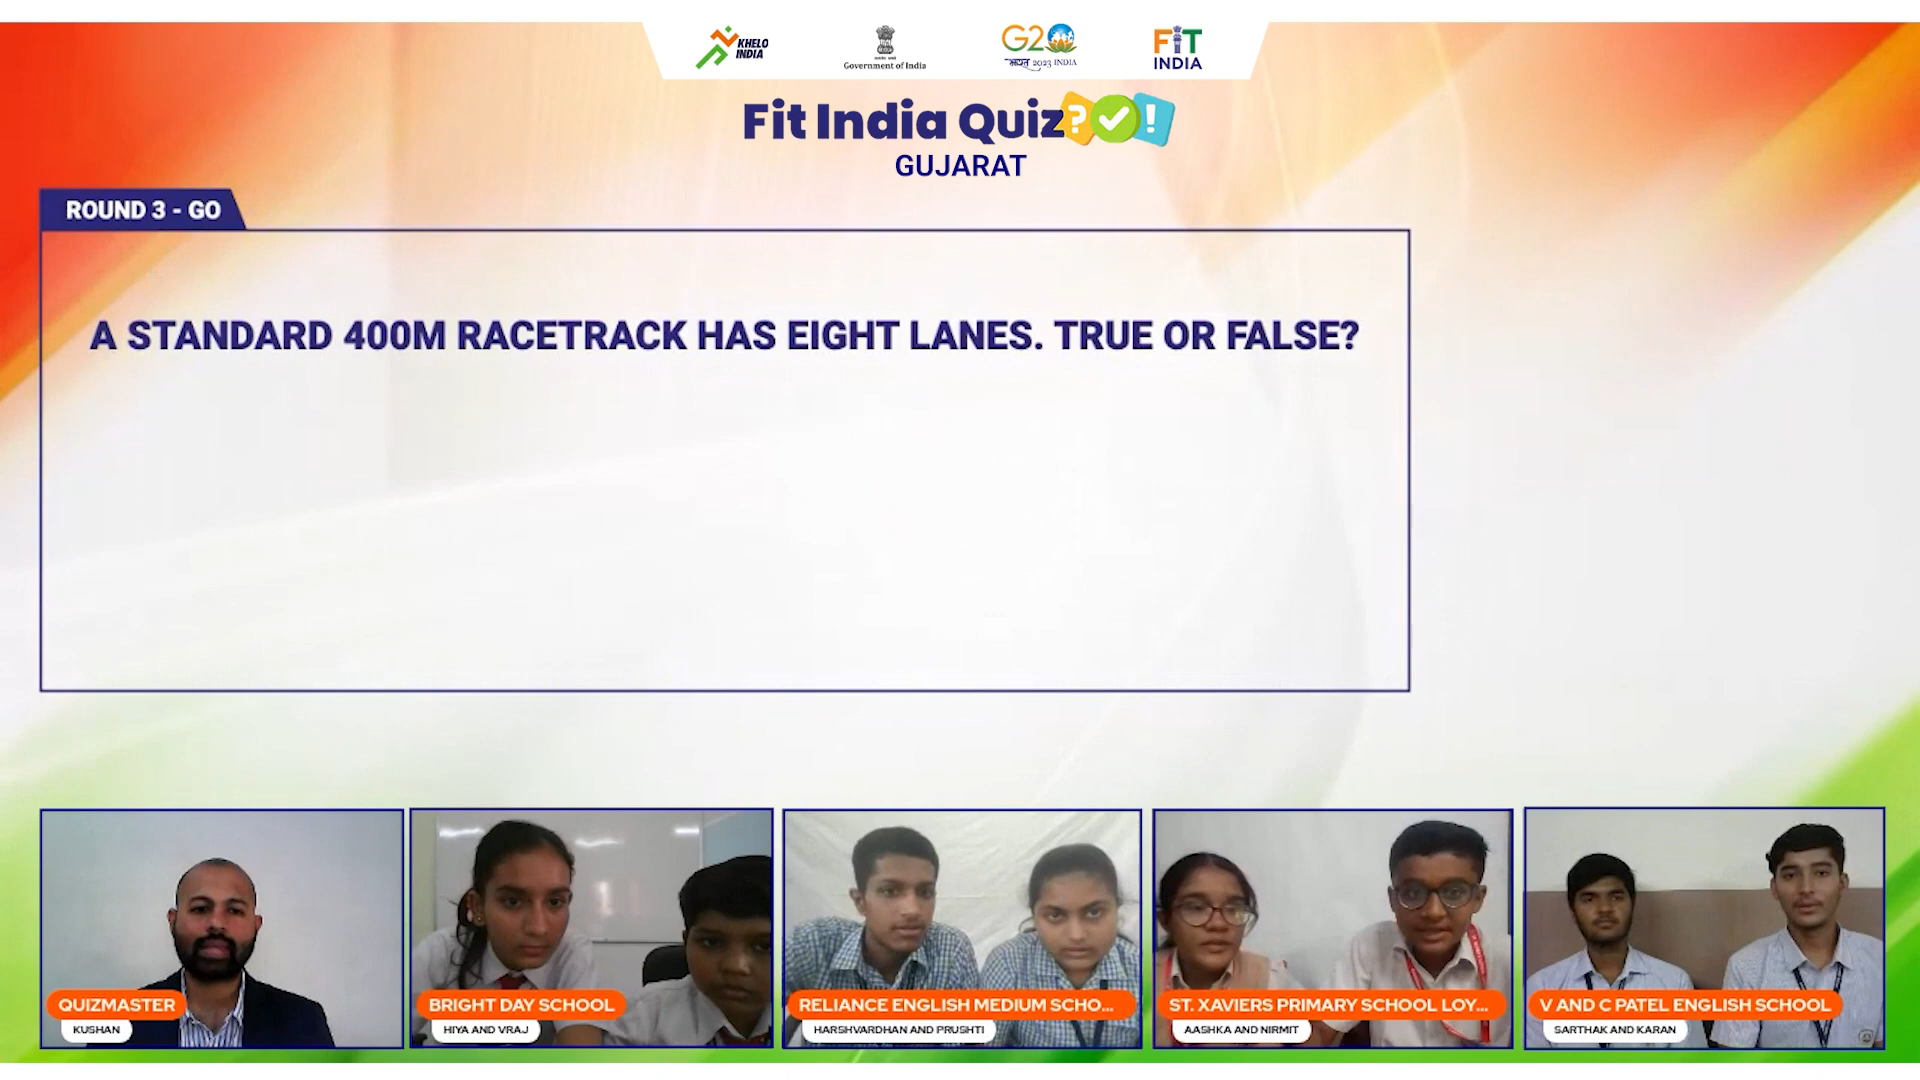 KHELO
INDIA
Government of India
G20
भारत 2023 INDIA
FIT
INDIA
Fit India Quiz?!
GUJARAT
ROUND 3 - GO
A STANDARD 400M RACETRACK HAS EIGHT LANES. TRUE OR FALSE?
QUIZMASTER
KUSHAN
BRIGHT DAY SCHOOL
HIYA AND VRAJ
RELIANCE ENGLISH MEDIUM SCHO...
HARSHVARDHAN AND PRUSHTI
ST. XAVIERS PRIMARY SCHOOL LOY...
AASHKA AND NIRMIT
V AND C PATEL ENGLISH SCHOOL
SARTHAK AND KARAN